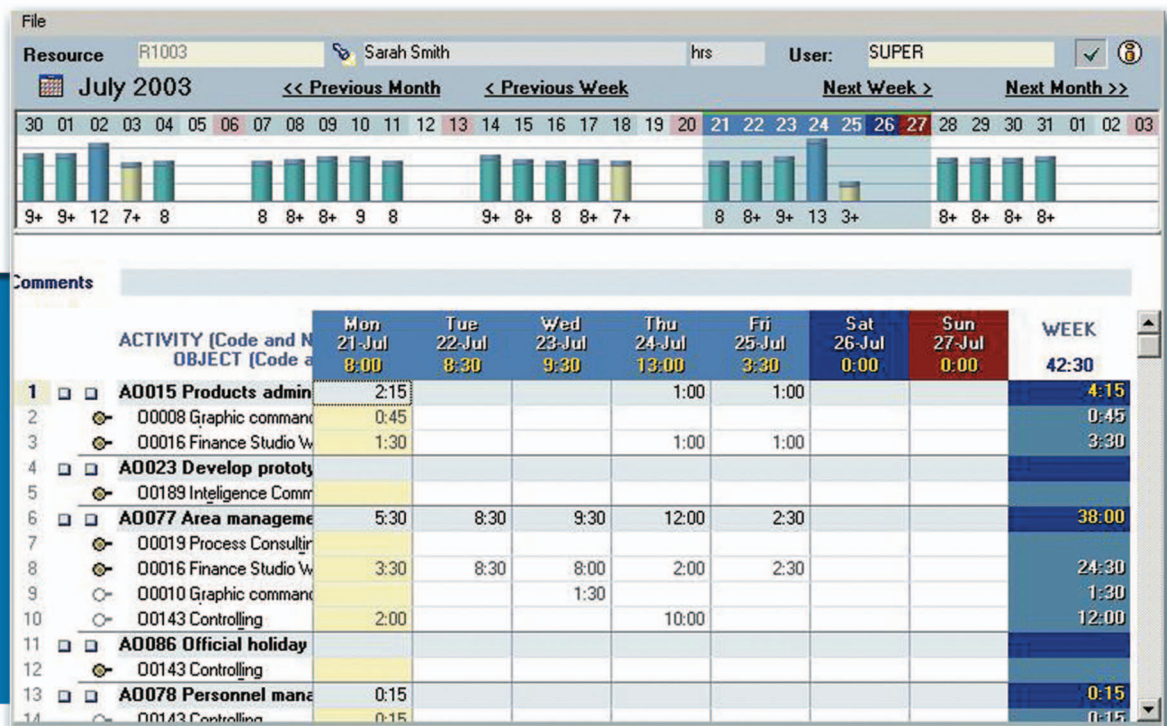 File
Resource R1003 Sarah Smith hrs User: SUPER
July 2003 << Previous Month < Previous Week Next Week > Next Month >>
30 01 02 03 04 05 06 07 08 09 10 11 12 13 14 15 16 17 18 19 20 21 22 23 24 25 26 27 28 29 30 31 01 02 03
9+ 9+ 12 7+ 8 8 8+ 8+ 9 8 9+ 8+ 8 8+ 7+ 8 8+ 9+ 13 3+ 8+ 8+ 8+ 8+
Comments
ACTIVITY (Code and N Mon Tue Wed Thu Fri Sat Sun WEEK
OBJECT (Code a 21-Jul 22-Jul 23-Jul 24-Jul 25-Jul 26-Jul 27-Jul
8:00 8:30 9:30 13:00 3:30 0:00 0:00 42:30
1 A0015 Products admin 2:15 1:00 1:00 4:15
2 O0008 Graphic command 0:45 0:45
3 O0016 Finance Studio W 1:30 1:00 1:00 3:30
4 A0023 Develop prototy
5 O0189 Inteligence Comm
6 A0077 Area manageme 5:30 8:30 9:30 12:00 2:30 38:00
7 O0019 Process Consultin
8 O0016 Finance Studio W 3:30 8:30 8:00 2:00 2:30 24:30
9 O0010 Graphic command 1:30 1:30
10 O0143 Controlling 2:00 10:00 12:00
11 A0086 Official holiday
12 O0143 Controlling
13 A0078 Personnel mana 0:15 0:15
14 O0143 Controlling 0:15 0:15